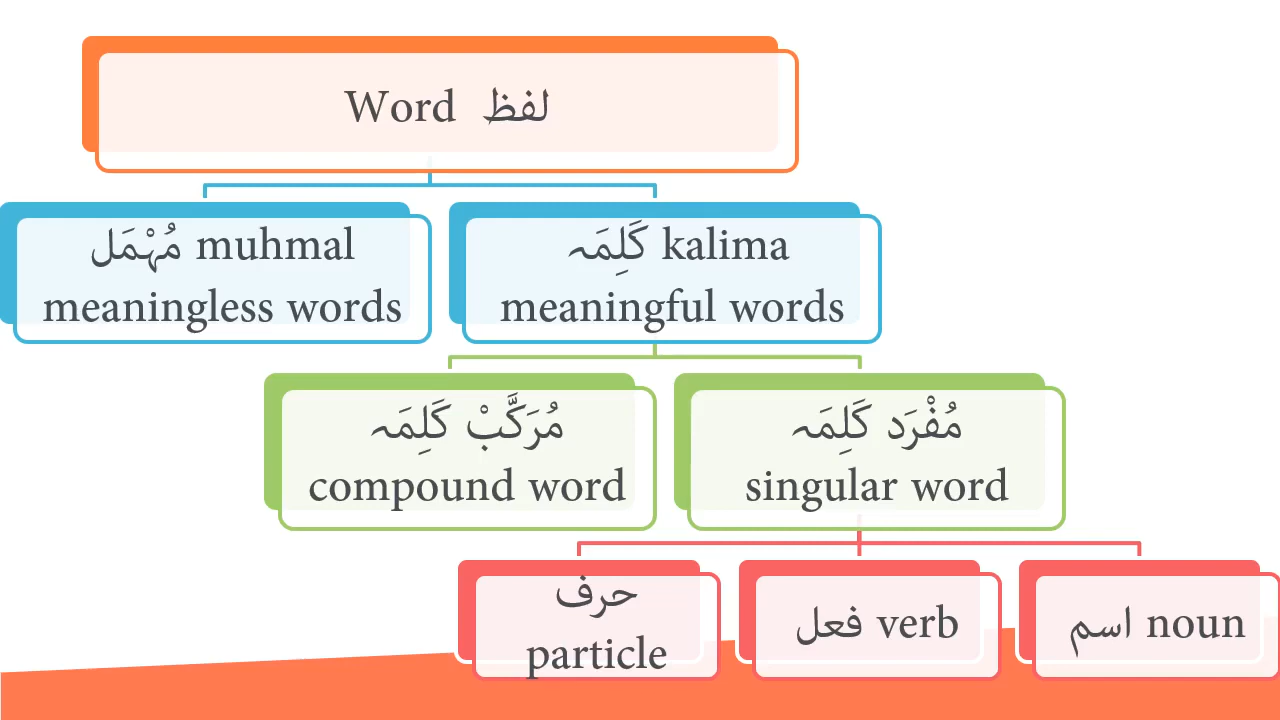 Word لفظ
مُہْمَل muhmal
meaningless words
كَلِمَہ kalima
meaningful words
مُرَكَّبْ كَلِمَہ
compound word
مُفْرَد كَلِمَہ
singular word
حرف
particle
فعل verb
اسم noun